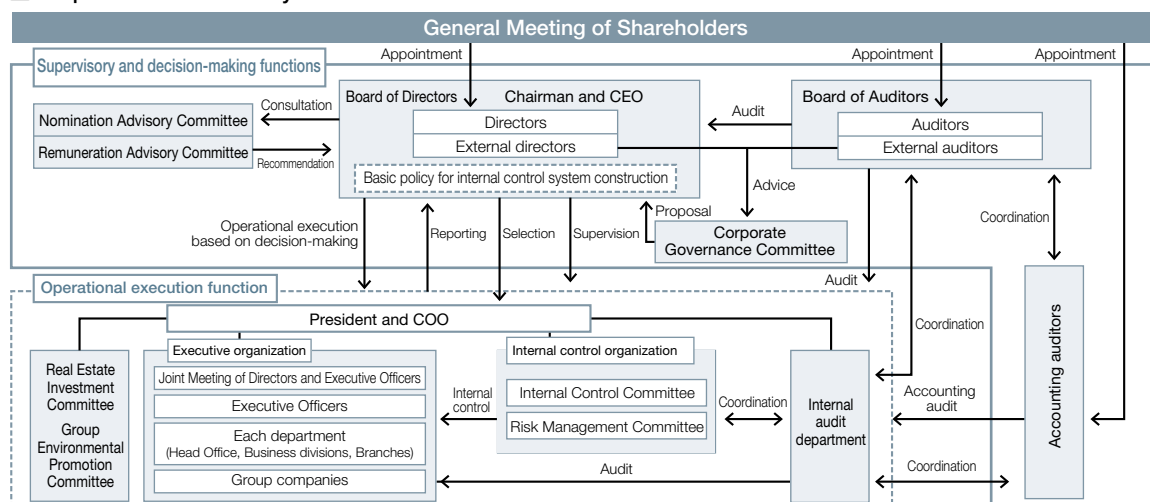 General Meeting of Shareholders
Appointment
Appointment
Appointment
Supervisory and decision-making functions
Board of Directors
Chairman and CEO
Directors
External directors
Basic policy for internal control system construction
Board of Auditors
Auditors
External auditors
Audit
Consultation
Nomination Advisory Committee
Remuneration Advisory Committee
Recommendation
Advice
Proposal
Corporate
Governance Committee
Coordination
Operational execution
based on decision-making
Reporting
Selection
Supervision
Audit
Operational execution function
President and COO
Coordination
Executive organization
Internal control organization
Real Estate
Investment
Committee
Group
Environmental
Promotion
Committee
Joint Meeting of Directors and Executive Officers
Executive Officers
Each department
(Head Office, Business divisions, Branches)
Group companies
Internal
control
Internal Control Committee
Risk Management Committee
Coordination
Internal
audit
department
Accounting
audit
Accounting auditors
Audit
Coordination